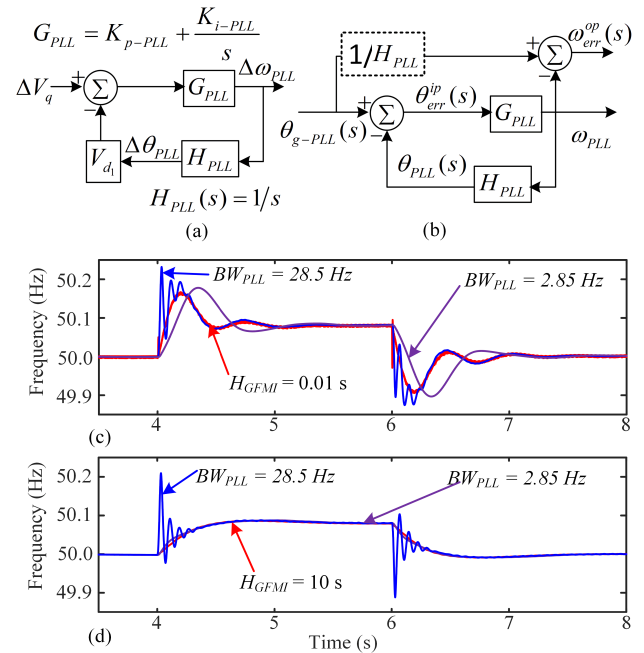 (a)
G_PLL = K_p-PLL + K_i-PLL / s
ΔV_q
+
Σ
−
G_PLL
Δω_PLL
V_d1
Δθ_PLL
H_PLL
H_PLL(s) = 1/s
(a)
(b)
1/H_PLL
+
Σ
−
ω_err^op(s)
θ_g-PLL(s)
+
Σ
−
θ_err^ip(s)
G_PLL
ω_PLL
θ_PLL(s)
H_PLL
(b)
Frequency (Hz)
50.2
50.1
50.0
49.9
BW_PLL = 28.5 Hz
BW_PLL = 2.85 Hz
H_GFMI = 0.01 s
4
5
6
7
8
(c)
Frequency (Hz)
50.2
50.1
50.0
49.9
BW_PLL = 28.5 Hz
BW_PLL = 2.85 Hz
H_GFMI = 10 s
4
5
6
7
8
Time (s)
(d)